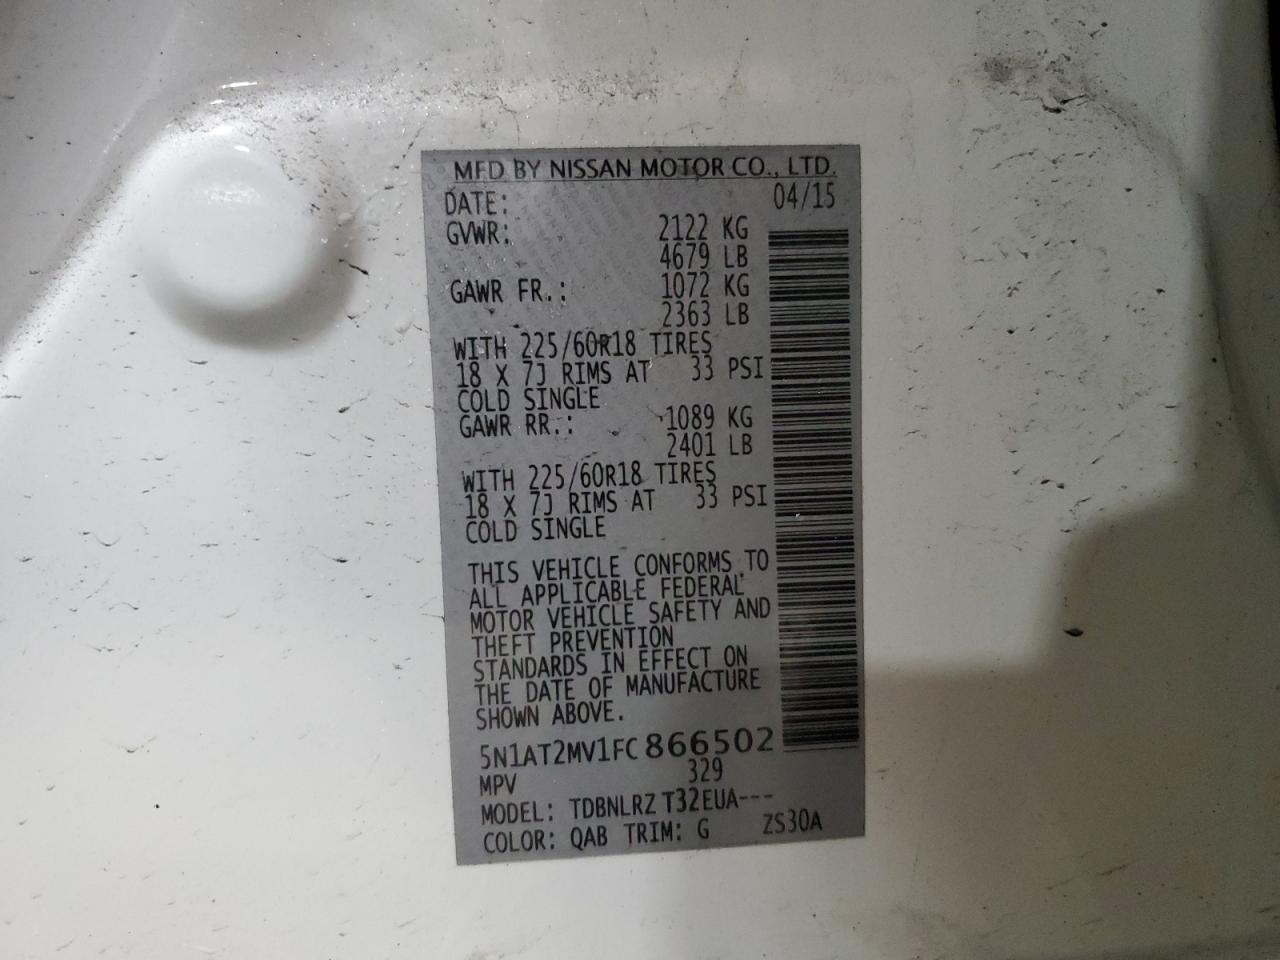 MFD BY NISSAN MOTOR CO., LTD.
DATE: 04/15
GVWR: 2122 KG
4679 LB
GAWR FR.: 1072 KG
2363 LB
WITH 225/60R18 TIRES
18 X 7J RIMS AT 33 PSI
COLD SINGLE
GAWR RR.: 1089 KG
2401 LB
WITH 225/60R18 TIRES
18 X 7J RIMS AT 33 PSI
COLD SINGLE
THIS VEHICLE CONFORMS TO
ALL APPLICABLE FEDERAL
MOTOR VEHICLE SAFETY AND
THEFT PREVENTION
STANDARDS IN EFFECT ON
THE DATE OF MANUFACTURE
SHOWN ABOVE.
5N1AT2MV1FC866502
MPV 329
MODEL: TDBNLRZ T32EUA---
COLOR: QAB TRIM: G ZS30A